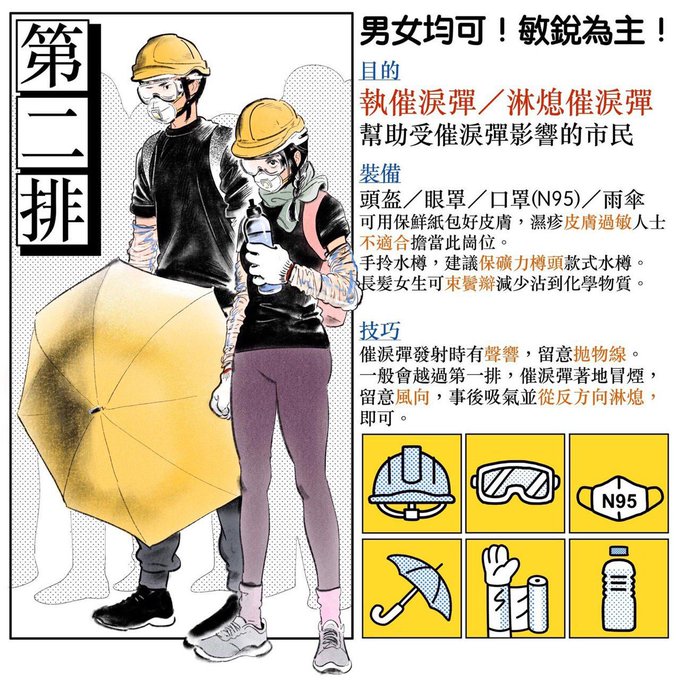 第二排
男女均可！敏銳為主！
目的
執催淚彈／淋熄催淚彈
幫助受催淚彈影響的市民
裝備
頭盔／眼罩／口罩(N95)／雨傘
可用保鮮紙包好皮膚，濕疹皮膚過敏人士
不適合擔當此崗位。
手拎水樽，建議保礦力樽頭款式水樽。
長髮女生可束鬢辮減少沾到化學物質。
技巧
催淚彈發射時有聲響，留意拋物線。
一般會越過第一排，催淚彈著地冒煙，
留意風向，事後吸氣並從反方向淋熄，
即可。
N95